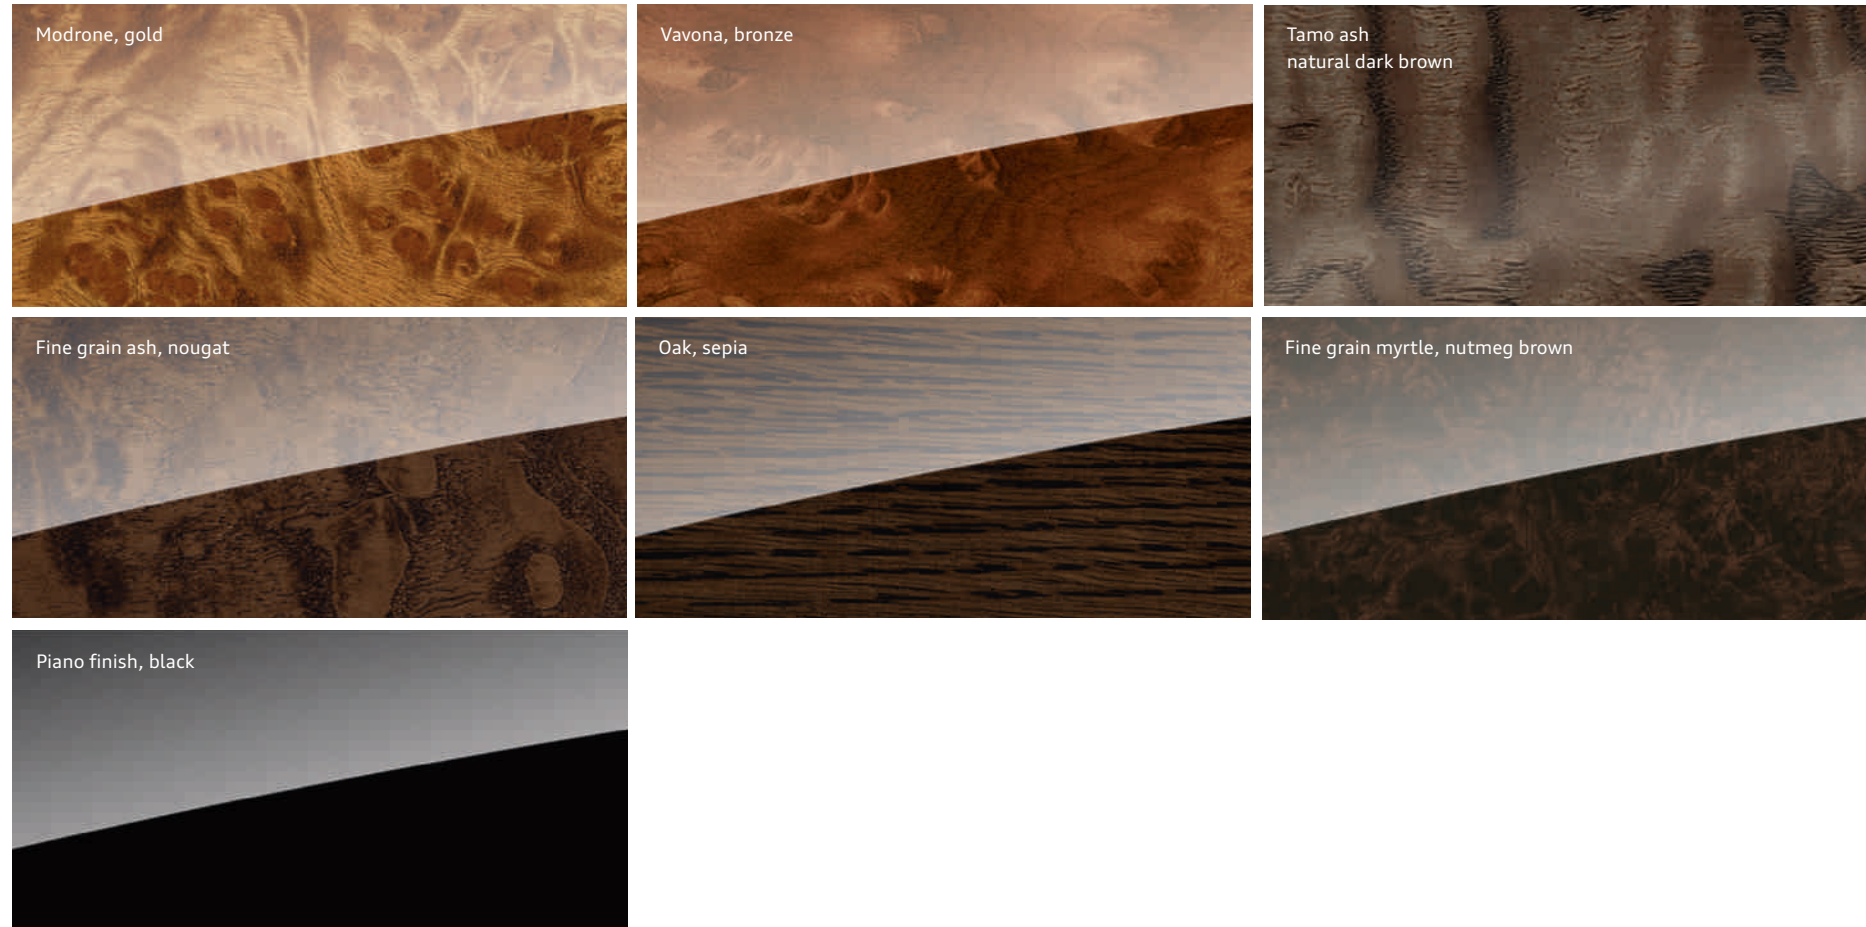 Modrone, gold
Vavona, bronze
Tamo ash
natural dark brown
Fine grain ash, nougat
Oak, sepia
Fine grain myrtle, nutmeg brown
Piano finish, black